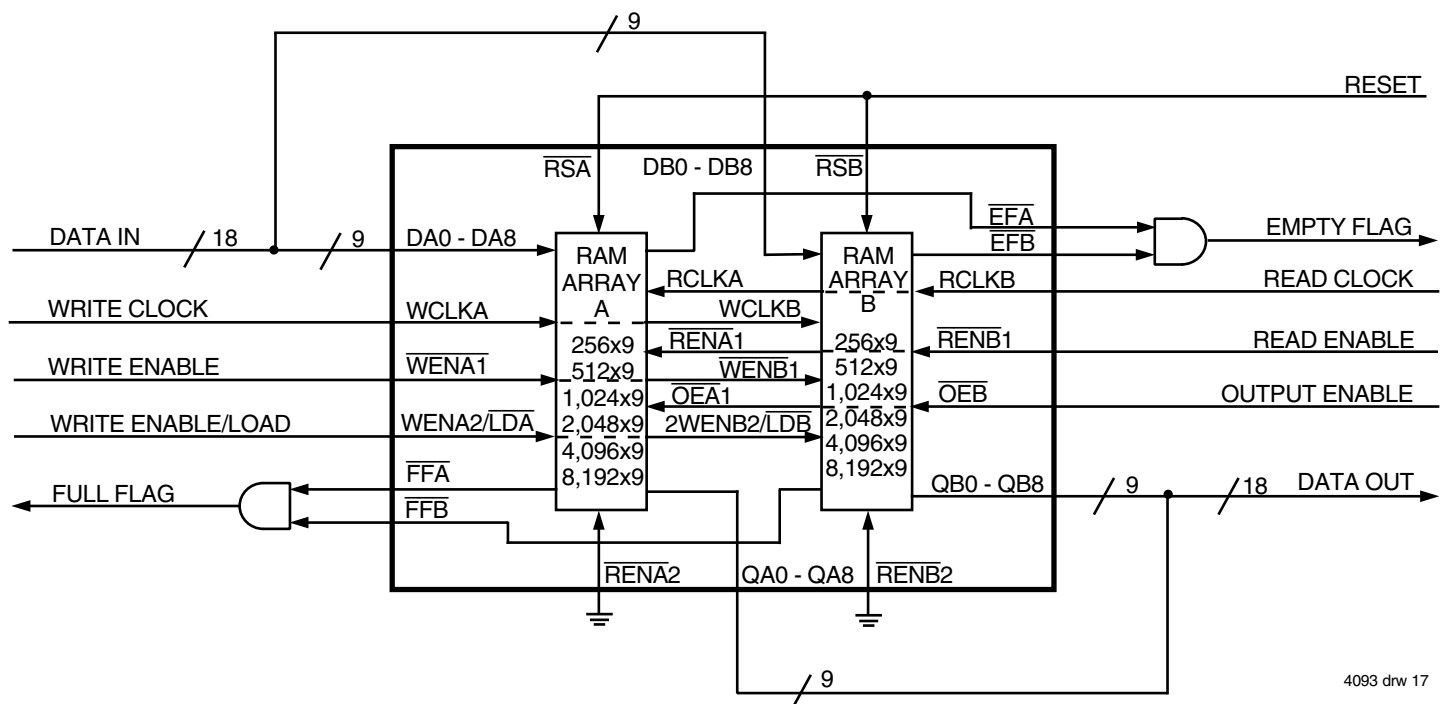 9
RESET
RSA
DB0 - DB8
RSB
DATA IN
18
9
DA0 - DA8
RAM
ARRAY
A
256x9
512x9
1,024x9
2,048x9
4,096x9
8,192x9
RAM
ARRAY
B
256x9
512x9
1,024x9
2,048x9
4,096x9
8,192x9
EFA
EFB
EMPTY FLAG
RCLKA
RCLKB
READ CLOCK
WRITE CLOCK
WCLKA
WCLKB
RENA1
RENB1
READ ENABLE
WRITE ENABLE
WENA1
WENB1
OEA1
OEB
OUTPUT ENABLE
WRITE ENABLE/LOAD
WENA2/LDA
2WENB2/LDB
FFA
FULL FLAG
FFB
QB0 - QB8
9
18
DATA OUT
RENA2
QA0 - QA8
RENB2
9
4093 drw 17